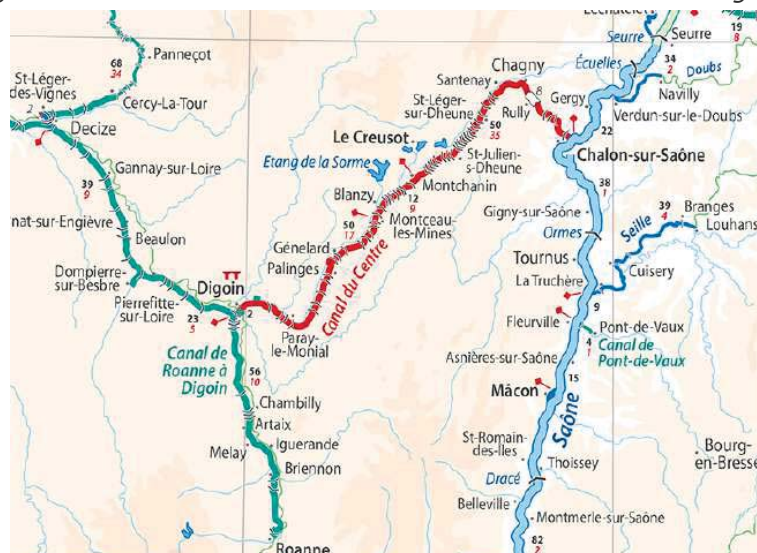 Seurre
Seurre
19
8
Panneçot
68
34
St-Léger
-des-Vignes
2
Cercy-La-Tour
Decize
Chagny
Santenay
8
Écuelles
34
2
Doubs
St-Léger
sur-Dheune
Rully
Gergy
Navilly
Verdun-sur-le-Doubs
50
35
22
Le Creusot
Etang de la Sorme
St-Julien
s-Dheune
Chalon-sur-Saône
Gannay-sur-Loire
39
9
Montchanin
Blanzy
12
9
38
1
39
4
Branges
Louhans
nat-sur-Engièvre
Beaulon
50
17
Montceau
les-Mines
Gigny-sur-Saône
Ormes
Seille
Génelard
Palinges
Tournus
Cuisery
Dompierre
-sur-Besbre
Digoin
TT
Canal du Centre
La Truchère
9
Pierrefitte
-sur-Loire
23
5
2
Paray
-le-Monial
Fleurville
4
1
Pont-de-Vaux
Canal de
Pont-de-Vaux
Canal de
Roanne à
Digoin
56
10
Asnières-sur-Saône
15
Chambilly
Mâcon
Saône
Artaix
Melay
Iguerande
Briennon
St-Romain
-des-Iles
Thoissey
Bourg-
en-Bresse
Dracé
Belleville
Montmerle-sur-Saône
Roanne
82
2